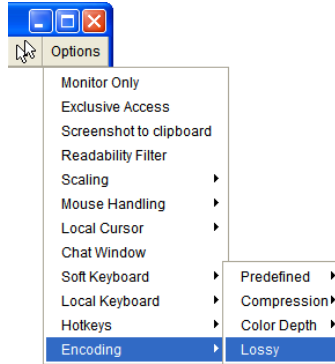 Options
Monitor Only
Exclusive Access
Screenshot to clipboard
Readability Filter
Scaling
Mouse Handling
Local Cursor
Chat Window
Soft Keyboard
Predefined
Local Keyboard
Compression
Hotkeys
Color Depth
Encoding
Lossy